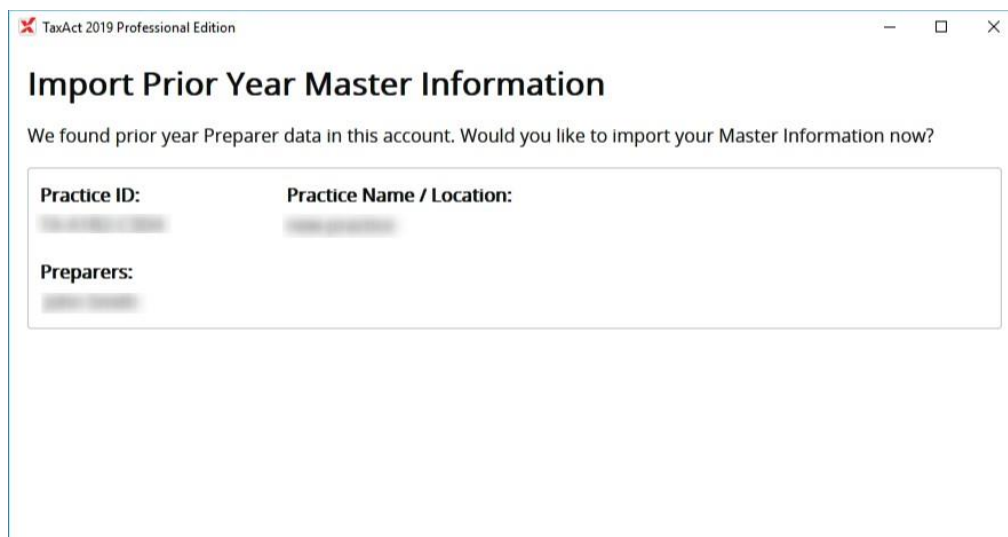 TaxAct 2019 Professional Edition
Import Prior Year Master Information
We found prior year Preparer data in this account. Would you like to import your Master Information now?
Practice ID: Practice Name / Location:
Preparers: